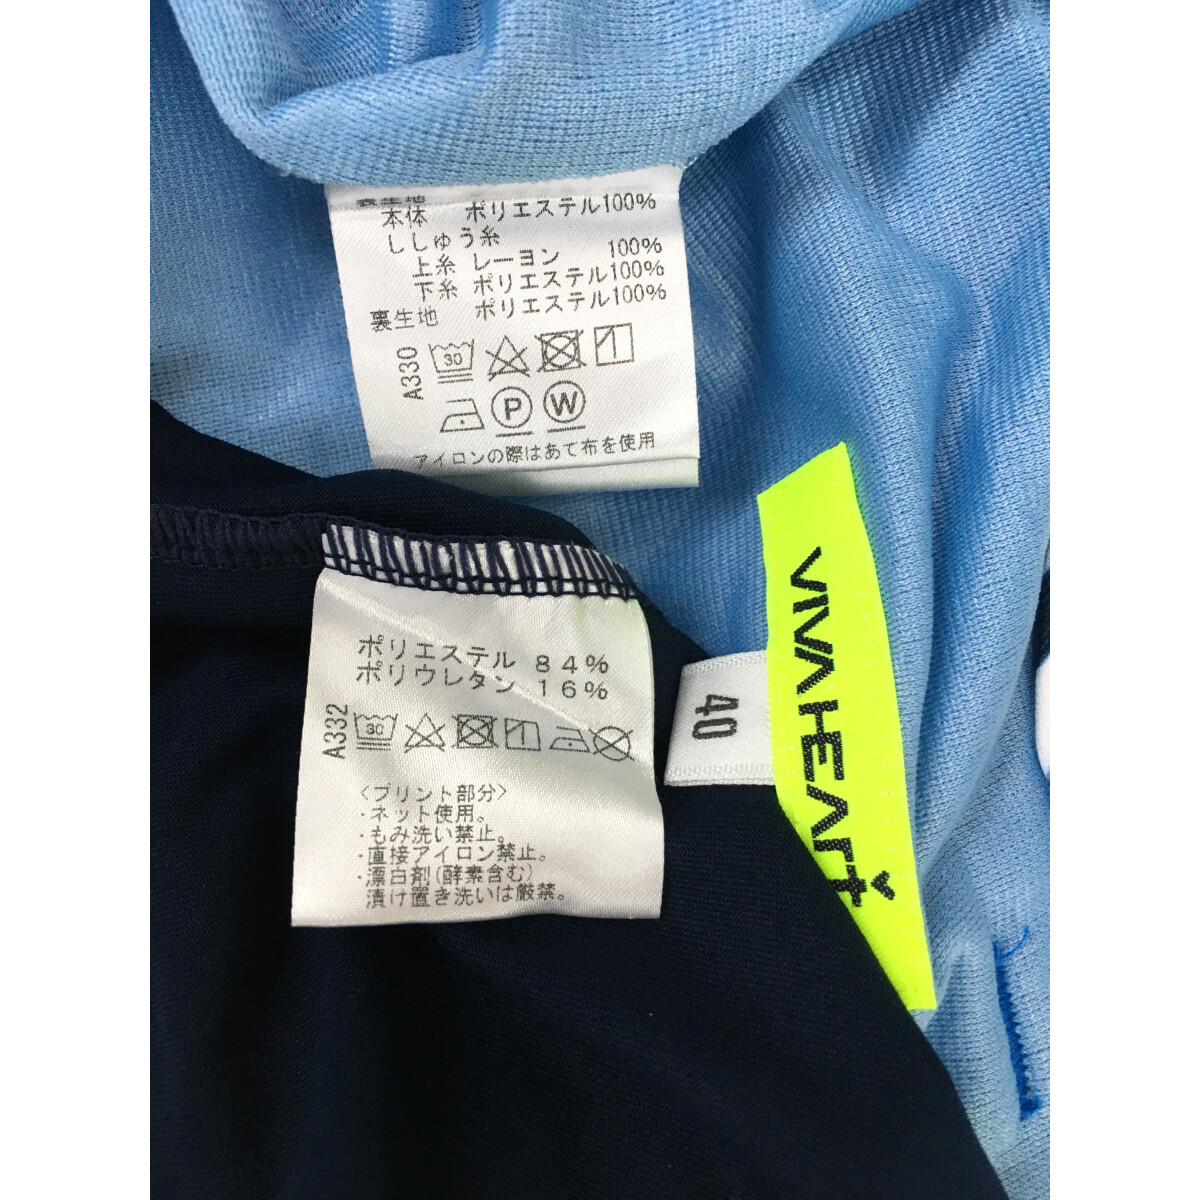 本体 ポリエステル100%
ししゅう糸
上糸 レーヨン 100%
下糸 ポリエステル100%
裏生地 ポリエステル100%
A330
30
P W
アイロンの際はあて布を使用
ポリエステル 84%
ポリウレタン 16%
A332
30
<プリント部分>
・ネット使用。
・もみ洗い禁止。
・直接アイロン禁止。
・漂白剤(酵素含む)
漬け置き洗いは厳禁。
40
VIVA HEART